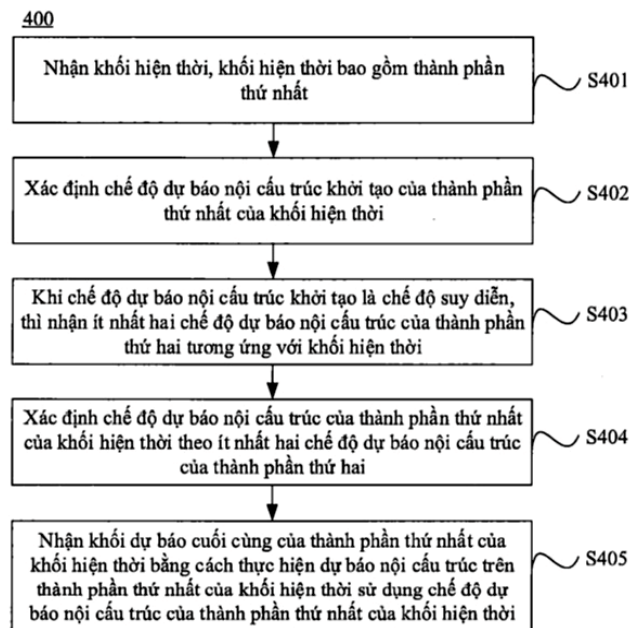 400
Nhận khối hiện thời, khối hiện thời bao gồm thành phần
thứ nhất
S401
Xác định chế độ dự báo nội cấu trúc khởi tạo của thành phần
thứ nhất của khối hiện thời
S402
Khi chế độ dự báo nội cấu trúc khởi tạo là chế độ suy diễn,
thì nhận ít nhất hai chế độ dự báo nội cấu trúc của thành phần
thứ hai tương ứng với khối hiện thời
S403
Xác định chế độ dự báo nội cấu trúc của thành phần thứ nhất
của khối hiện thời theo ít nhất hai chế độ dự báo nội cấu trúc
của thành phần thứ hai
S404
Nhận khối dự báo cuối cùng của thành phần thứ nhất của
khối hiện thời bằng cách thực hiện dự báo nội cấu trúc trên
thành phần thứ nhất của khối hiện thời sử dụng chế độ dự
báo nội cấu trúc của thành phần thứ nhất của khối hiện thời
S405